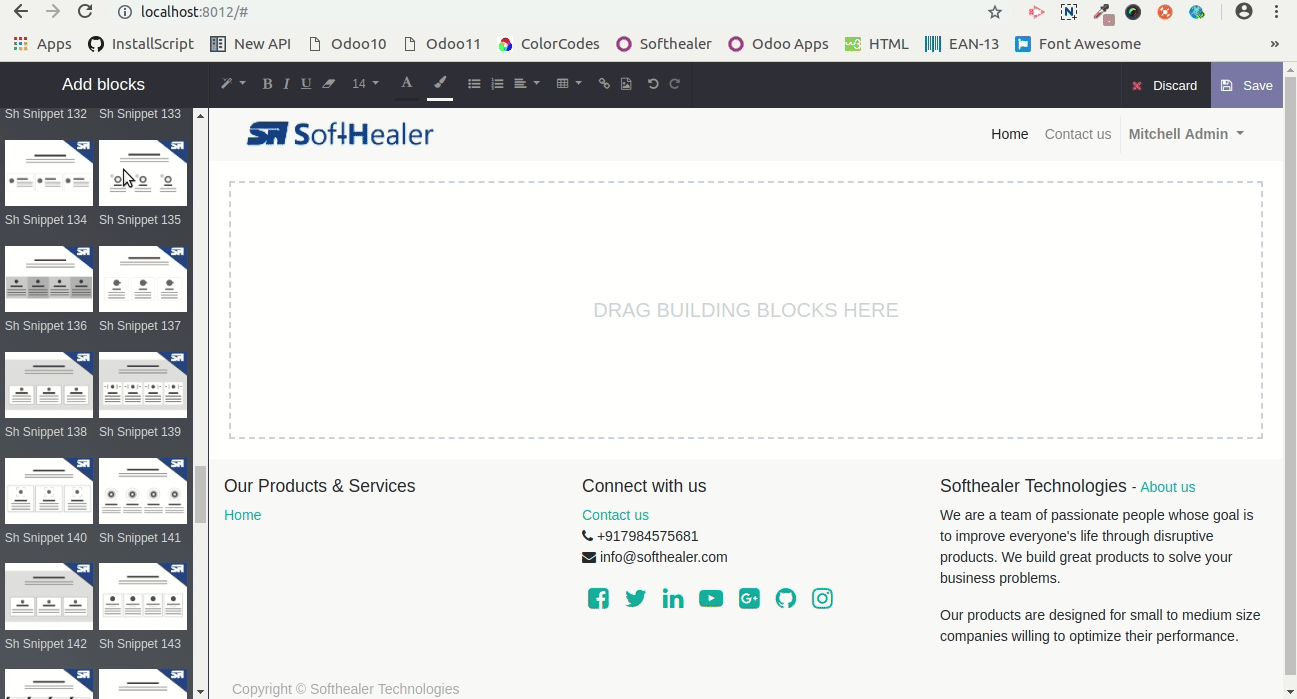 localhost:8012/#
Apps InstallScript New API Odoo10 Odoo11 ColorCodes Softhealer Odoo Apps HTML EAN-13 Font Awesome »
Add blocks B I U 14 A Discard Save
Sh Snippet 132 Sh Snippet 133
Sh Snippet 134 Sh Snippet 135
Sh Snippet 136 Sh Snippet 137
Sh Snippet 138 Sh Snippet 139
Sh Snippet 140 Sh Snippet 141
Sh Snippet 142 Sh Snippet 143
SoftHealer
Home Contact us Mitchell Admin
DRAG BUILDING BLOCKS HERE
Our Products & Services
Home
Connect with us
Contact us
+917984575681
info@softhealer.com
Softhealer Technologies - About us
We are a team of passionate people whose goal is
to improve everyone's life through disruptive
products. We build great products to solve your
business problems.
Our products are designed for small to medium size
companies willing to optimize their performance.
Copyright © Softhealer Technologies